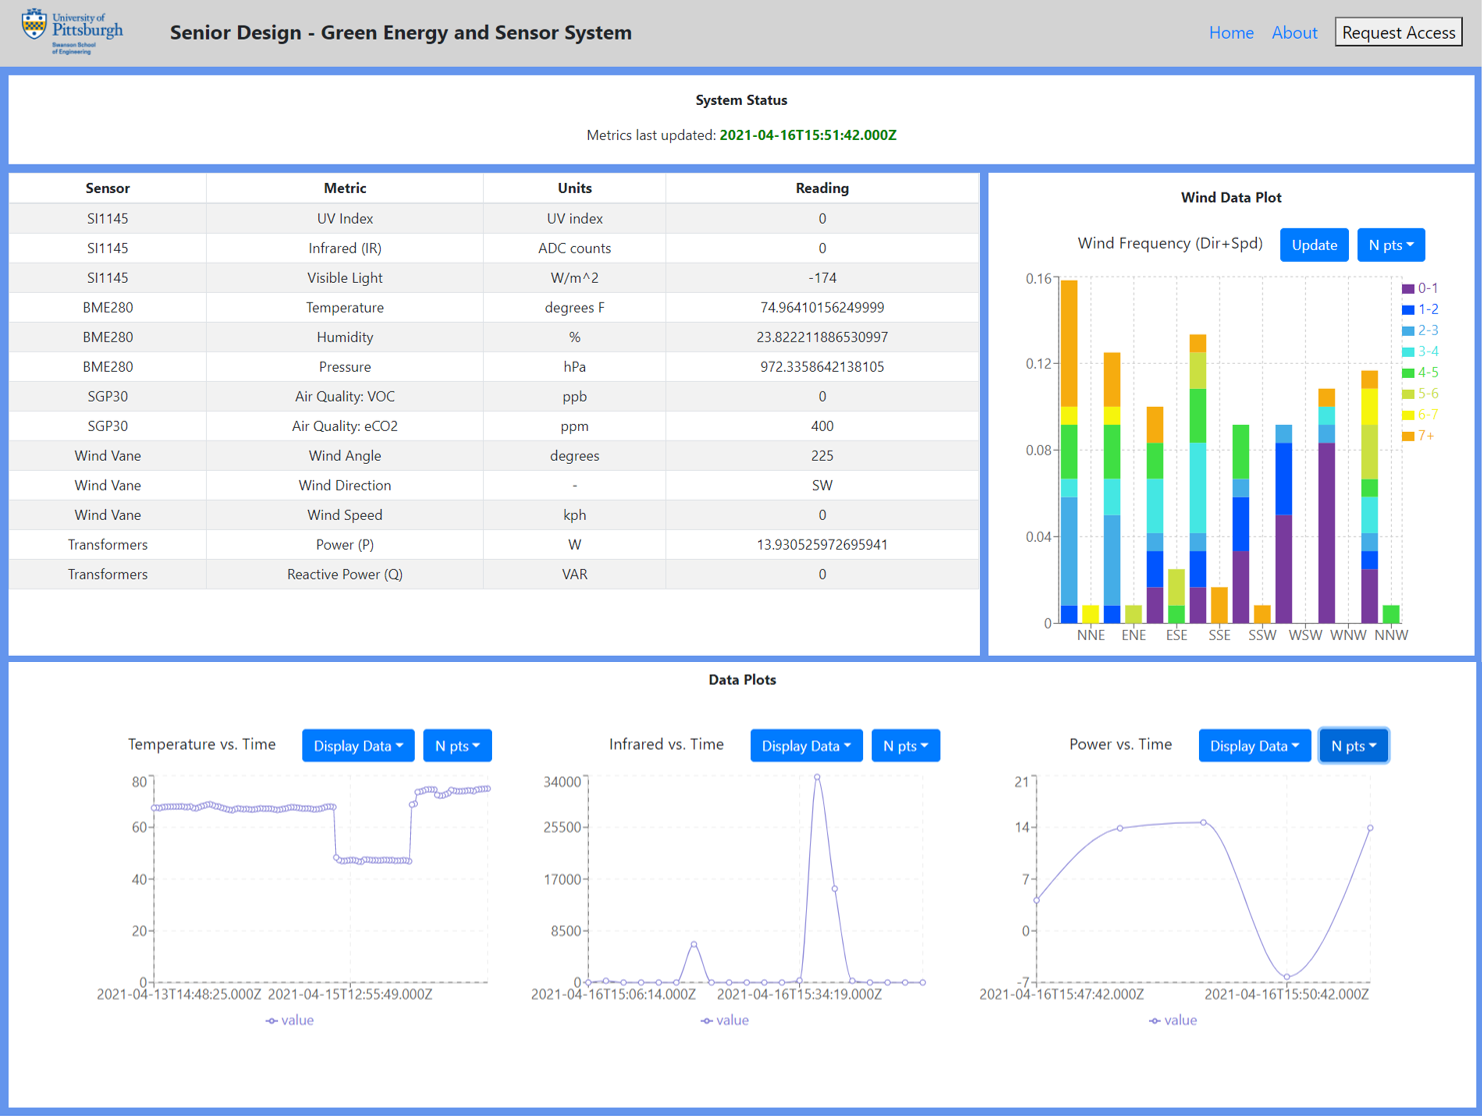 University of
Pittsburgh
Swanson School
of Engineering
Senior Design - Green Energy and Sensor System
Home About Request Access
System Status
Metrics last updated: 2021-04-16T15:51:42.000Z
Sensor Metric Units Reading
SI1145 UV Index UV index 0
SI1145 Infrared (IR) ADC counts 0
SI1145 Visible Light W/m^2 -174
BME280 Temperature degrees F 74.96410156249999
BME280 Humidity % 23.822211886530997
BME280 Pressure hPa 972.3358642138105
SGP30 Air Quality: VOC ppb 0
SGP30 Air Quality: eCO2 ppm 400
Wind Vane Wind Angle degrees 225
Wind Vane Wind Direction - SW
Wind Vane Wind Speed kph 0
Transformers Power (P) W 13.930525972695941
Transformers Reactive Power (Q) VAR 0
Wind Data Plot
Wind Frequency (Dir+Spd) Update N pts
0.16
0.12
0.08
0.04
0
NNE ENE ESE SSE SSW WSW WNW NNW
0-1
1-2
2-3
3-4
4-5
5-6
6-7
7+
Data Plots
Temperature vs. Time Display Data N pts
80
60
40
20
0
2021-04-13T14:48:25.000Z 2021-04-15T12:55:49.000Z
value
Infrared vs. Time Display Data N pts
34000
25500
17000
8500
0
2021-04-16T15:06:14.000Z 2021-04-16T15:34:19.000Z
value
Power vs. Time Display Data N pts
21
14
7
0
-7
2021-04-16T15:47:42.000Z 2021-04-16T15:50:42.000Z
value